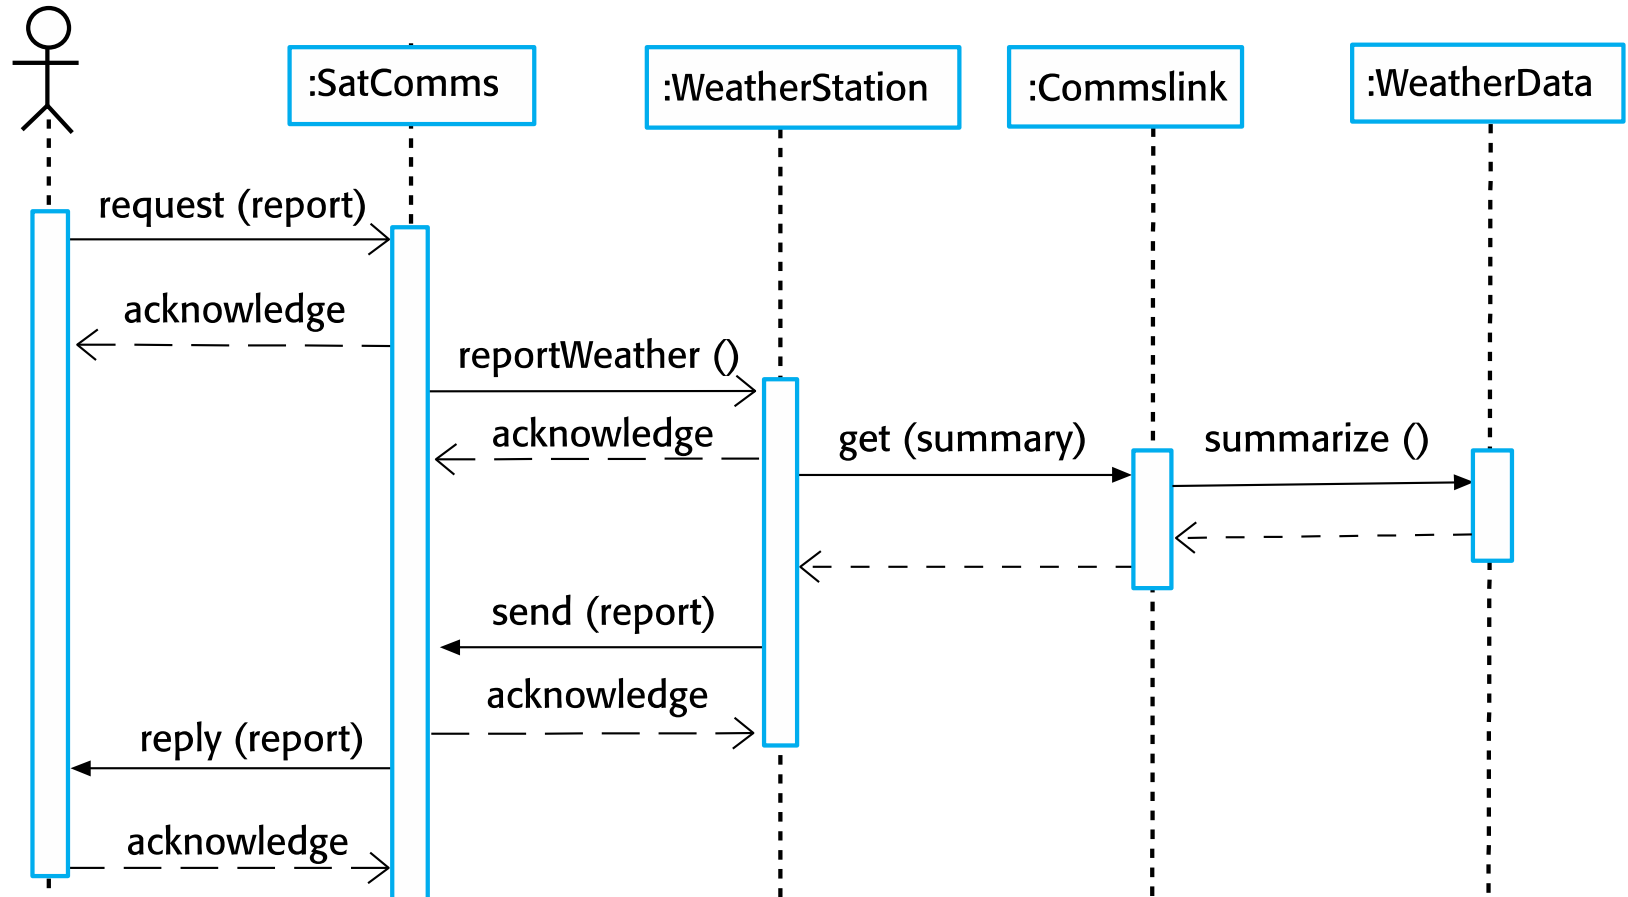 :SatComms
:WeatherStation
:Commslink
:WeatherData
request (report)
acknowledge
reportWeather ()
acknowledge
get (summary)
summarize ()
send (report)
acknowledge
reply (report)
acknowledge